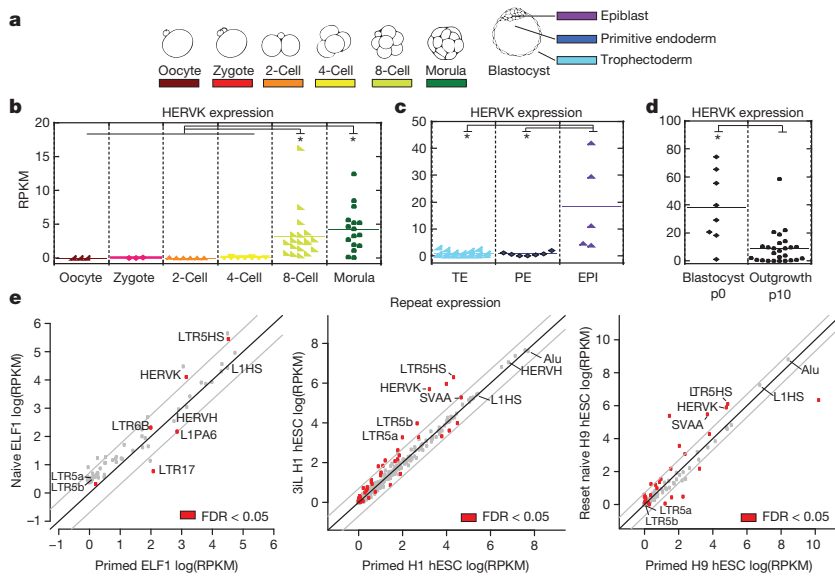 a
Oocyte Zygote 2-Cell 4-Cell 8-Cell Morula
Blastocyst
Epiblast
Primitive endoderm
Trophectoderm
b
HERVK expression
RPKM
20
15
10
5
0
*
*
Oocyte Zygote 2-Cell 4-Cell 8-Cell Morula
c
HERVK expression
50
40
30
20
10
0
*
*
TE PE EPI
d
HERVK expression
100
80
60
40
20
0
*
Blastocyst p0
Outgrowth p10
e
Repeat expression
Naive ELF1 log(RPKM)
6
5
4
3
2
1
0
–1
LTR5HS
HERVK
L1HS
LTR6B
HERVH
L1PA6
LTR17
LTR5a
LTR5b
FDR < 0.05
–1 0 1 2 3 4 5 6
Primed ELF1 log(RPKM)
3iL H1 hESC log(RPKM)
8
6
4
2
0
LTR5HS
HERVK
SVAA
Alu
HERVH
L1HS
LTR5b
LTR5a
FDR < 0.05
0 2 4 6 8
Primed H1 hESC log(RPKM)
Reset naive H9 hESC log(RPKM)
10
8
6
4
2
0
LTR5HS
HERVK
SVAA
Alu
L1HS
LTR5a
LTR5b
FDR < 0.05
0 2 4 6 8 10
Primed H9 hESC log(RPKM)